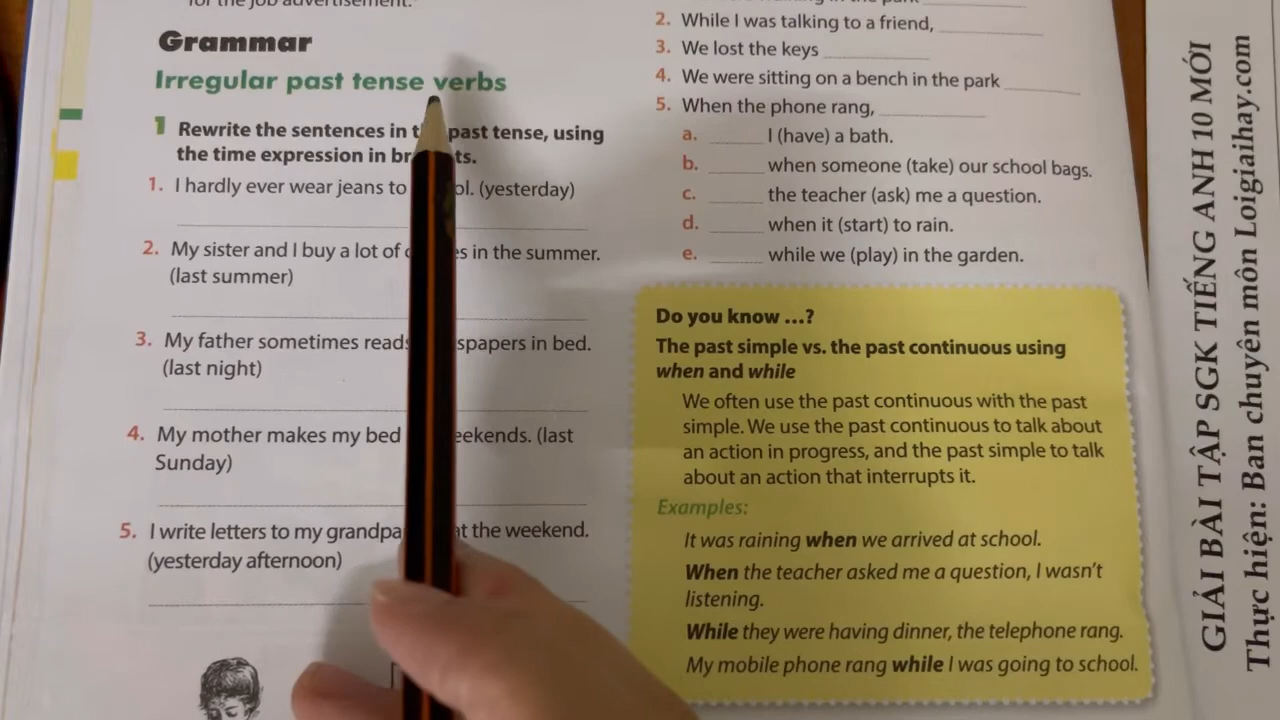 for the job advertisement.
Grammar
Irregular past tense verbs
1 Rewrite the sentences in past tense, using
the time expression in
1. I hardly ever wear jeans to (yesterday)
2. My sister and I buy a lot of in the summer.
(last summer)
3. My father sometimes in bed.
(last night)
4. My mother makes my bed (last
Sunday)
5. I write letters to my at the weekend.
(yesterday afternoon)
2. While I was talking to a friend,
3. We lost the keys
4. We were sitting on a bench in the park
5. When the phone rang,
a. I (have) a bath.
b. when someone (take) our school bags.
c. the teacher (ask) me a question.
d. when it (start) to rain.
e. while we (play) in the garden.
Do you know ...?
The past simple vs. the past continuous using
when and while
We often use the past continuous with the past
simple. We use the past continuous to talk about
an action in progress, and the past simple to talk
about an action that interrupts it.
Examples:
It was raining when we arrived at school.
When the teacher asked me a question, I wasn't
listening.
While they were having dinner, the telephone rang.
My mobile phone rang while I was going to school.
GIẢI BÀI TẬP SGK TIẾNG ANH 10 MỚI
Thực hiện: Ban chuyên môn Loigiaihay.com